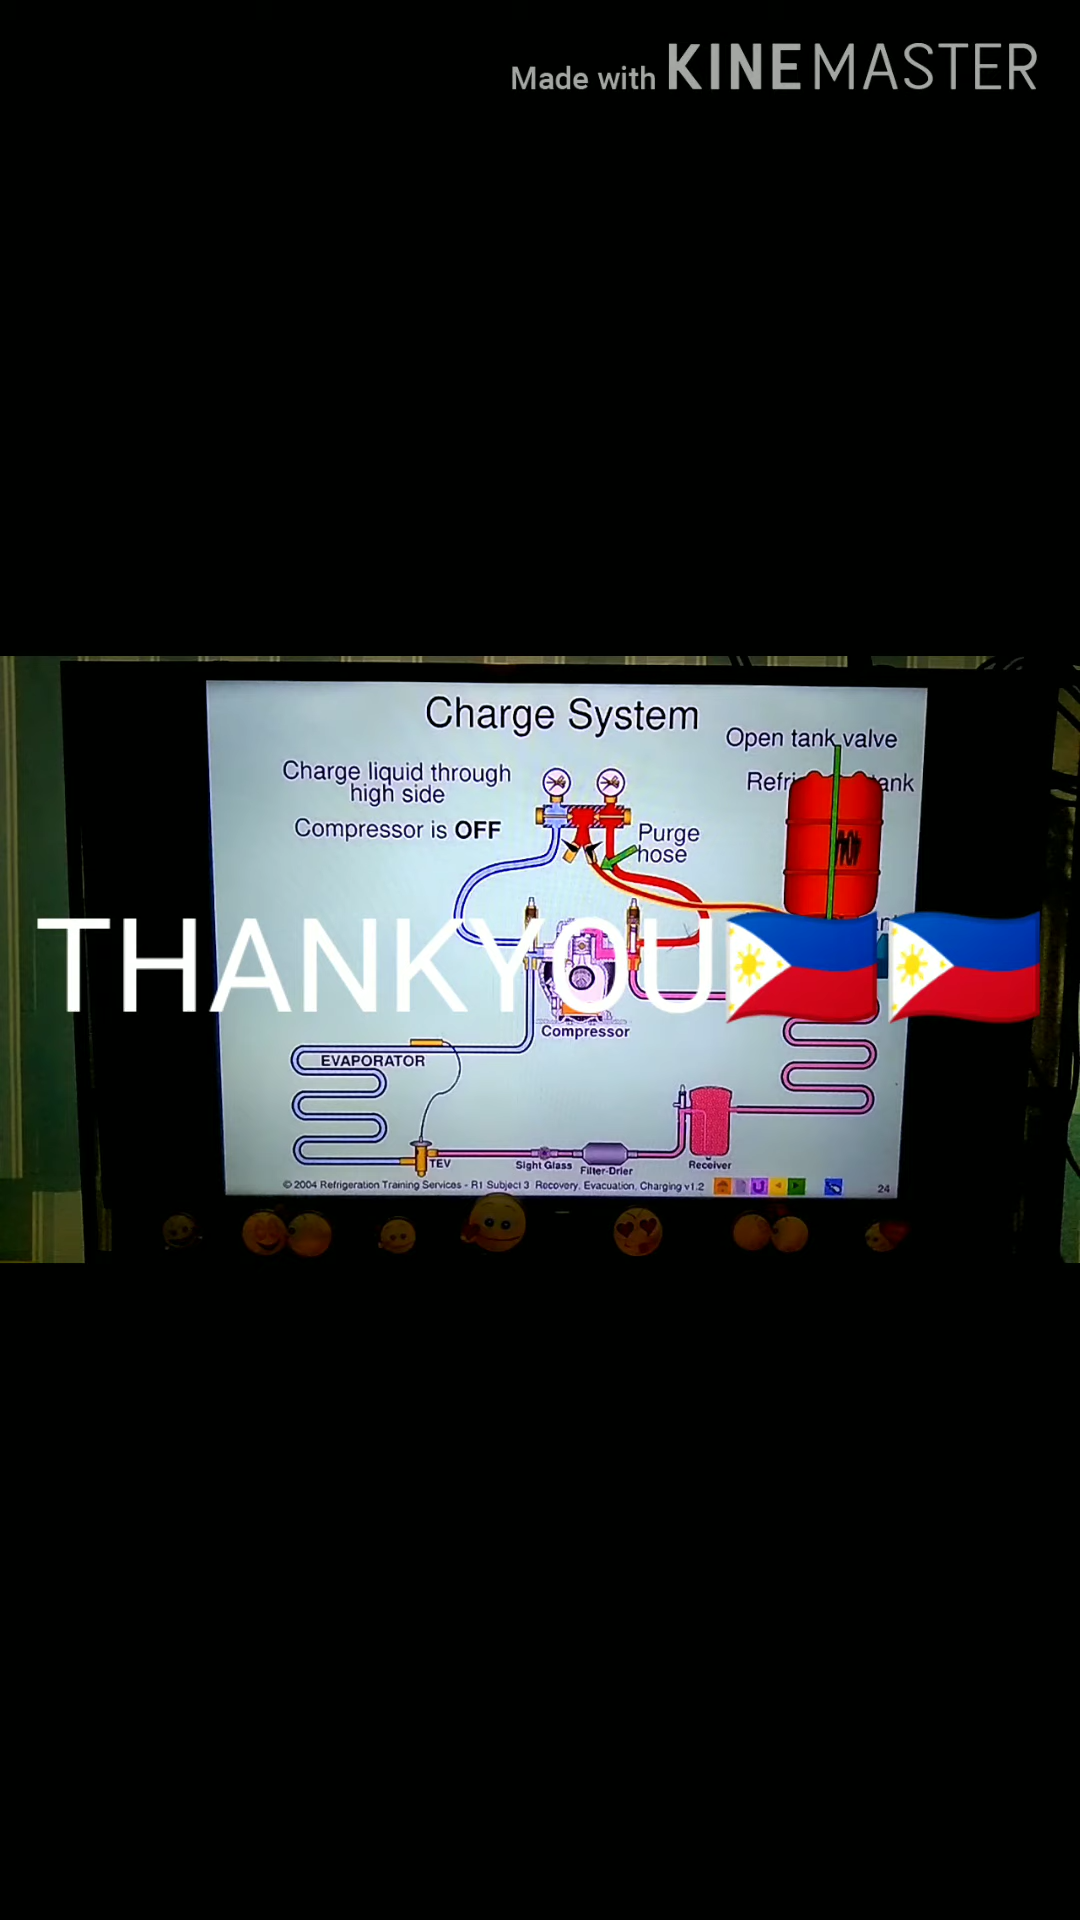 Made with KINEMASTER
Charge System
Open tank valve
Charge liquid through
high side
Compressor is OFF
Purge
hose
THANKYOU🇵🇭🇵🇭
Compressor
EVAPORATOR
TEV
Sight Glass
Filter-Drier
Receiver
© 2004 Refrigeration Training Services - R1 Subject 3 Recovery, Evacuation, Charging v1.2
24